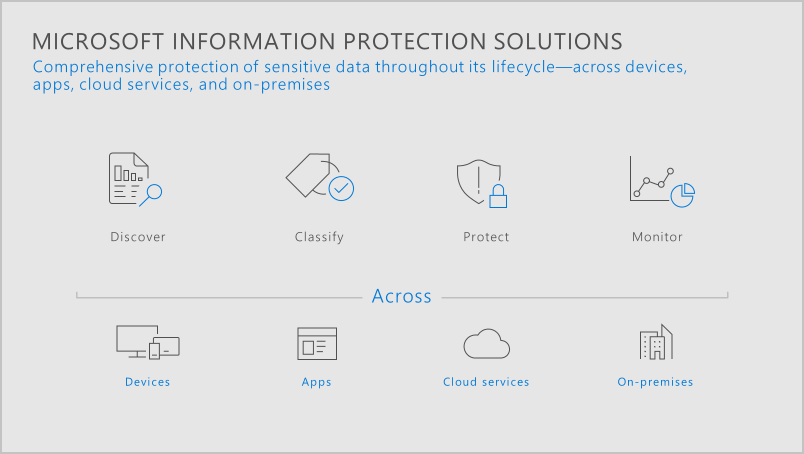 MICROSOFT INFORMATION PROTECTION SOLUTIONS
Comprehensive protection of sensitive data throughout its lifecycle—across devices,
apps, cloud services, and on-premises
Discover
Classify
Protect
Monitor
Across
Devices
Apps
Cloud services
On-premises